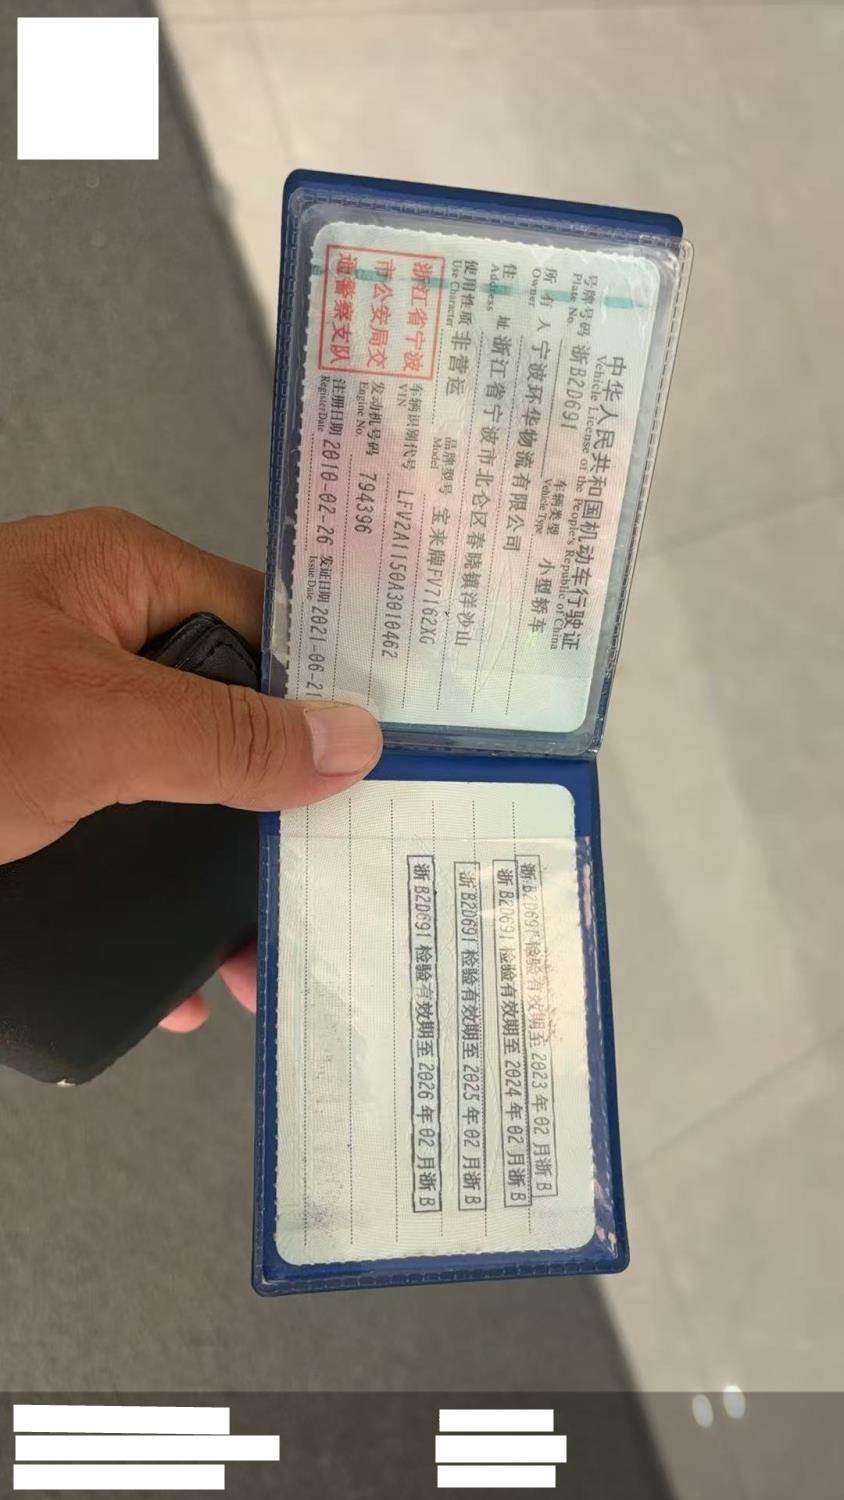 中华人民共和国机动车行驶证
Vehicle License of the People's Republic of China
号牌号码 浙B2D691 车辆类型 小型轿车
Plate No. Vehicle Type
所有人 宁波环华物流有限公司
Owner
住址 浙江省宁波市北仑区春晓镇洋沙山
Address
使用性质 非营运 品牌型号 宝来牌FV7162XG
Use Character Model
浙江省宁波
市公安局交
通警察支队
车辆识别代号 LFV2A1150A3010462
VIN
发动机号码 794396
Engine No.
注册日期 2010-02-26 发证日期 2021-06-21
Register Date Issue Date
浙B2D691检验有效期至2023年02月浙B
浙B2D691检验有效期至2024年02月浙B
浙B2D691检验有效期至2025年02月浙B
浙B2D691检验有效期至2026年02月浙B